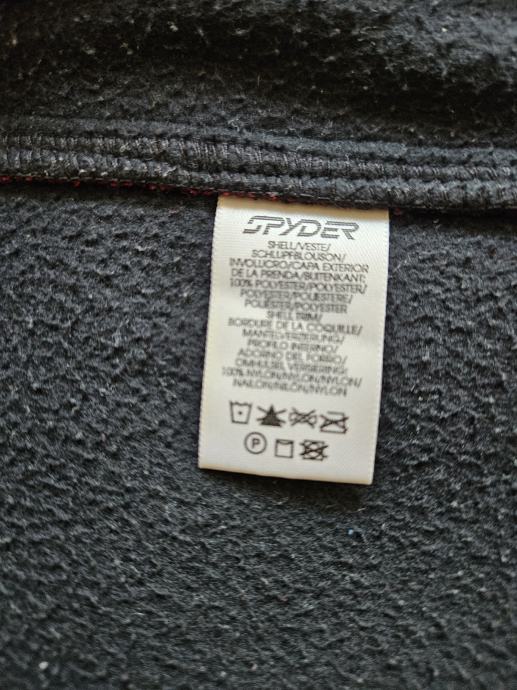 SPYDER
SHELL/VESTE/
SCHLUPFBLOUSON/
INVOLUCRO/CAPA EXTERIOR
DE LA PRENDA/BUITENKANT:
100% POLYESTER/POLYESTER/
POLYESTER/POLIESTERE/
POLIESTER/POLYESTER
SHELL TRIM/
BORDURE DE LA COQUILLE/
MANTELVERZIERUNG/
PROFILO INTERNO/
ADORNO DEL FORRO/
OMHULSEL VERSIERING:
100% NYLON/NYLON/NYLON/
NAILON/NILÓN/NYLON
P